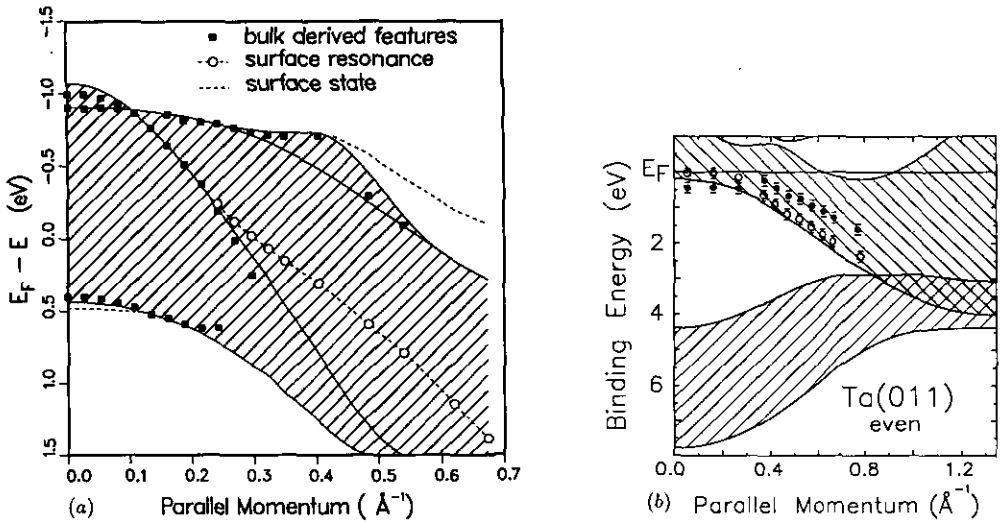 -1.5
-1.0
-0.5
0.0
0.5
1.0
1.5
E_F – E (eV)
bulk derived features
surface resonance
surface state
0.0 0.1 0.2 0.3 0.4 0.5 0.6 0.7
(a) Parallel Momentum ( Å⁻¹)
E_F
2
4
6
Binding Energy (eV)
Ta(011)
even
0.0 0.4 0.8 1.2
(b) Parallel Momentum (Å⁻¹)